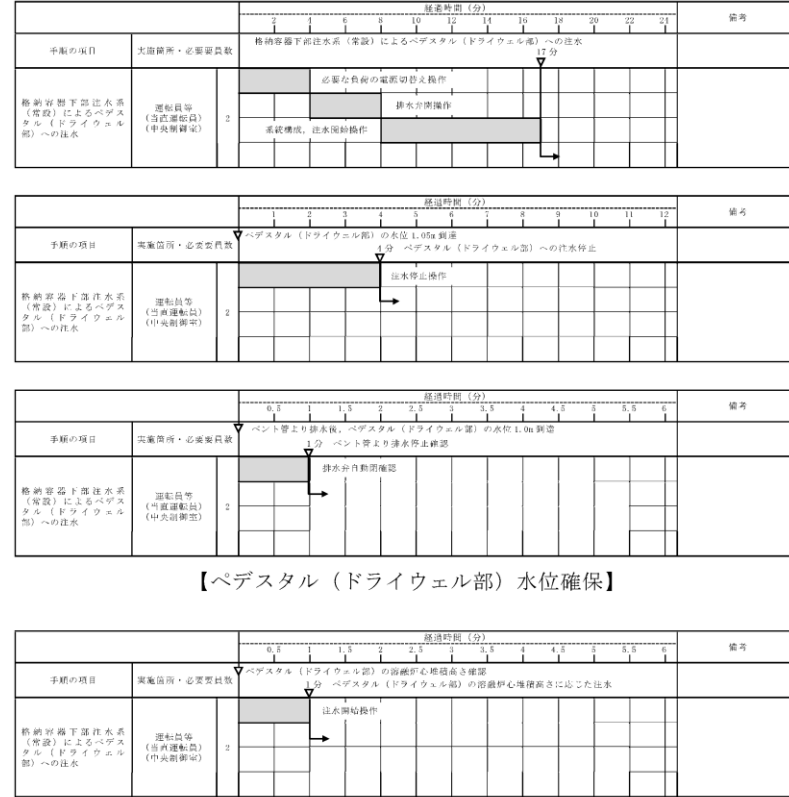 経過時間（分）
2 4 6 8 10 12 14 16 18 20 22 21
備考
手順の項目 実施箇所・必要要員数
格納容器下部注水系（常設）によるペデスタル（ドライウェル部）への注水
17分
必要な負荷の電源切替え操作
排水弁開操作
系統構成，注水開始操作
格納容器下部注水系
（常設）によるペデス
タル（ドライウェル
部）への注水
運転員等
（当直運転員）
（中央制御室）
2
経過時間（分）
1 2 3 4 5 6 7 8 9 10 11 12
備考
手順の項目 実施箇所・必要要員数
ペデスタル（ドライウェル部）の水位1.05m到達
4分 ペデスタル（ドライウェル部）への注水停止
注水停止操作
格納容器下部注水系
（常設）によるペデス
タル（ドライウェル
部）への注水
運転員等
（当直運転員）
（中央制御室）
2
経過時間（分）
0.5 1 1.5 2 2.5 3 3.5 4 4.5 5 5.5 6
備考
手順の項目 実施箇所・必要要員数
ベント管より排水後，ペデスタル（ドライウェル部）の水位1.0m到達
1分 ベント管より排水停止確認
排水弁自動閉確認
格納容器下部注水系
（常設）によるペデス
タル（ドライウェル
部）への注水
運転員等
（当直運転員）
（中央制御室）
2
【ペデスタル（ドライウェル部）水位確保】
経過時間（分）
0.5 1 1.5 2 2.5 3 3.5 4 4.5 5 5.5 6
備考
手順の項目 実施箇所・必要要員数
ペデスタル（ドライウェル部）の溶融炉心堆積高さ確認
1分 ペデスタル（ドライウェル部）の溶融炉心堆積高さに応じた注水
注水開始操作
格納容器下部注水系
（常設）によるペデス
タル（ドライウェル
部）への注水
運転員等
（当直運転員）
（中央制御室）
2